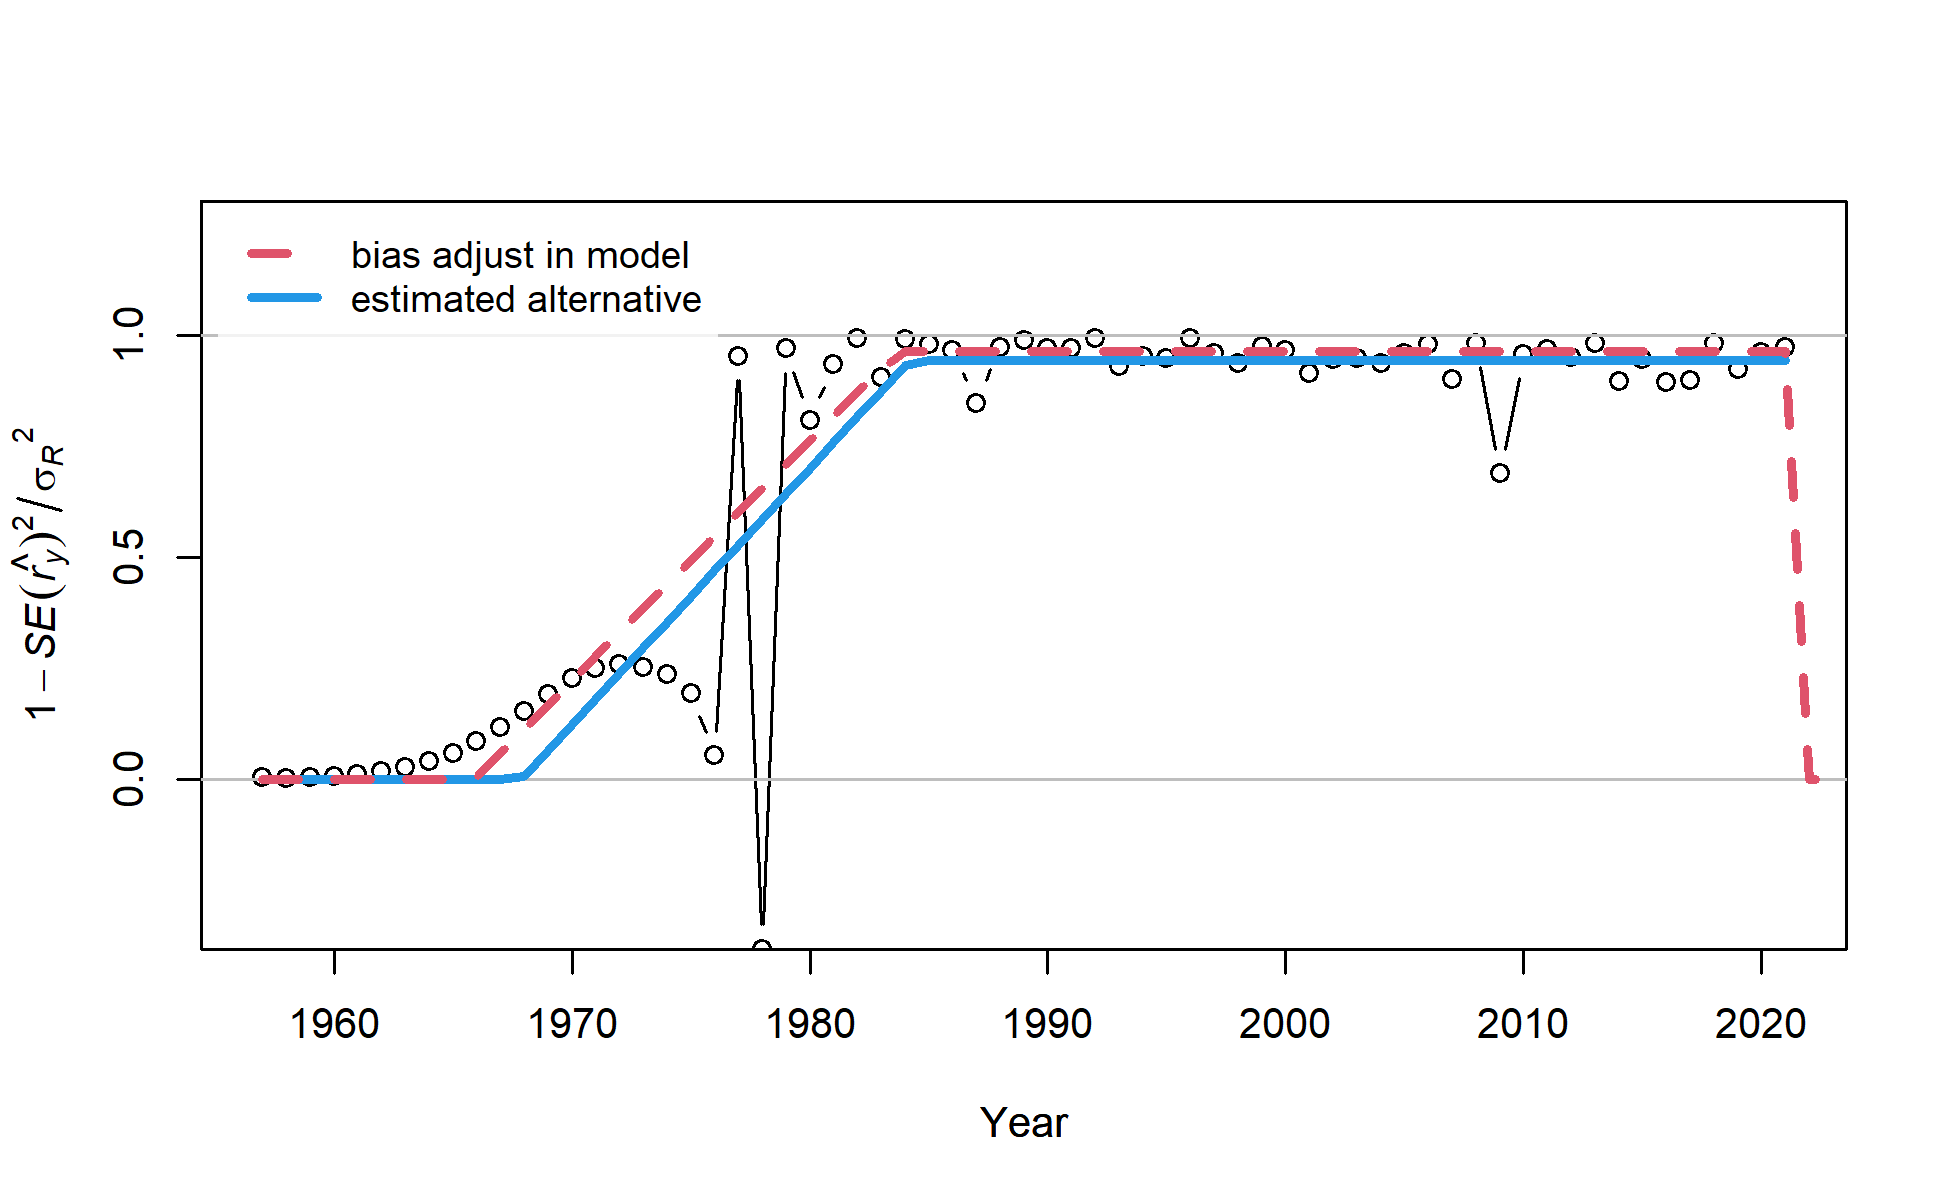 bias adjust in model
estimated alternative
1 − SE(r̂y)² / σR²
1.0
0.5
0.0
1960 1970 1980 1990 2000 2010 2020
Year